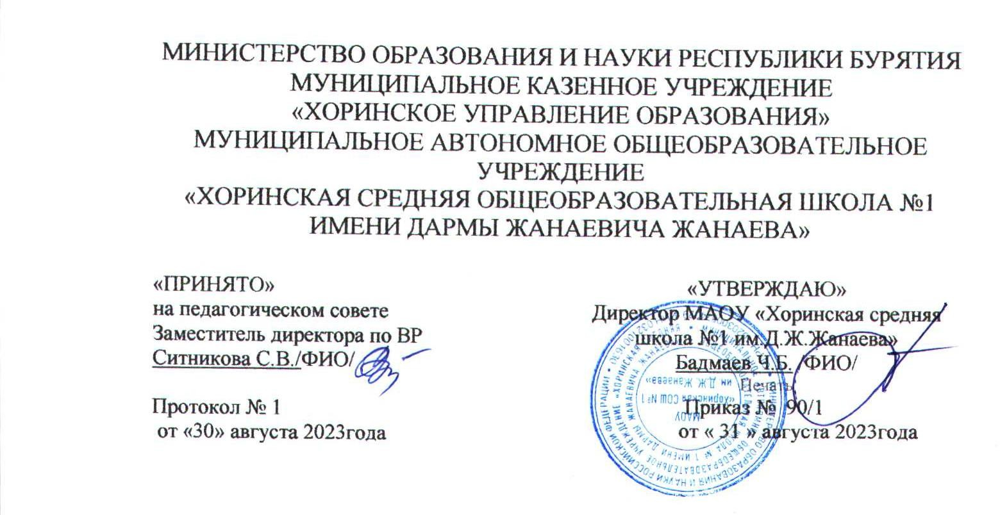 МИНИСТЕРСТВО ОБРАЗОВАНИЯ И НАУКИ РЕСПУБЛИКИ БУРЯТИЯ
МУНИЦИПАЛЬНОЕ КАЗЕННОЕ УЧРЕЖДЕНИЕ
«ХОРИНСКОЕ УПРАВЛЕНИЕ ОБРАЗОВАНИЯ»
МУНИЦИПАЛЬНОЕ АВТОНОМНОЕ ОБЩЕОБРАЗОВАТЕЛЬНОЕ
УЧРЕЖДЕНИЕ
«ХОРИНСКАЯ СРЕДНЯЯ ОБЩЕОБРАЗОВАТЕЛЬНАЯ ШКОЛА №1
ИМЕНИ ДАРМЫ ЖАНАЕВИЧА ЖАНАЕВА»
«ПРИНЯТО»
на педагогическом совете
Заместитель директора по ВР
Ситникова С.В./ФИО/
Протокол № 1
от «30» августа 2023года
«УТВЕРЖДАЮ»
Директор МАОУ «Хоринская средняя
школа №1 им.Д.Ж.Жанаева»
Бадмаев Ч.Б. /ФИО/
Печать
Приказ № 90/1
от « 31 » августа 2023года
МАОУ
«Хоринская СОШ №1
им Д.Ж. Жанаева»